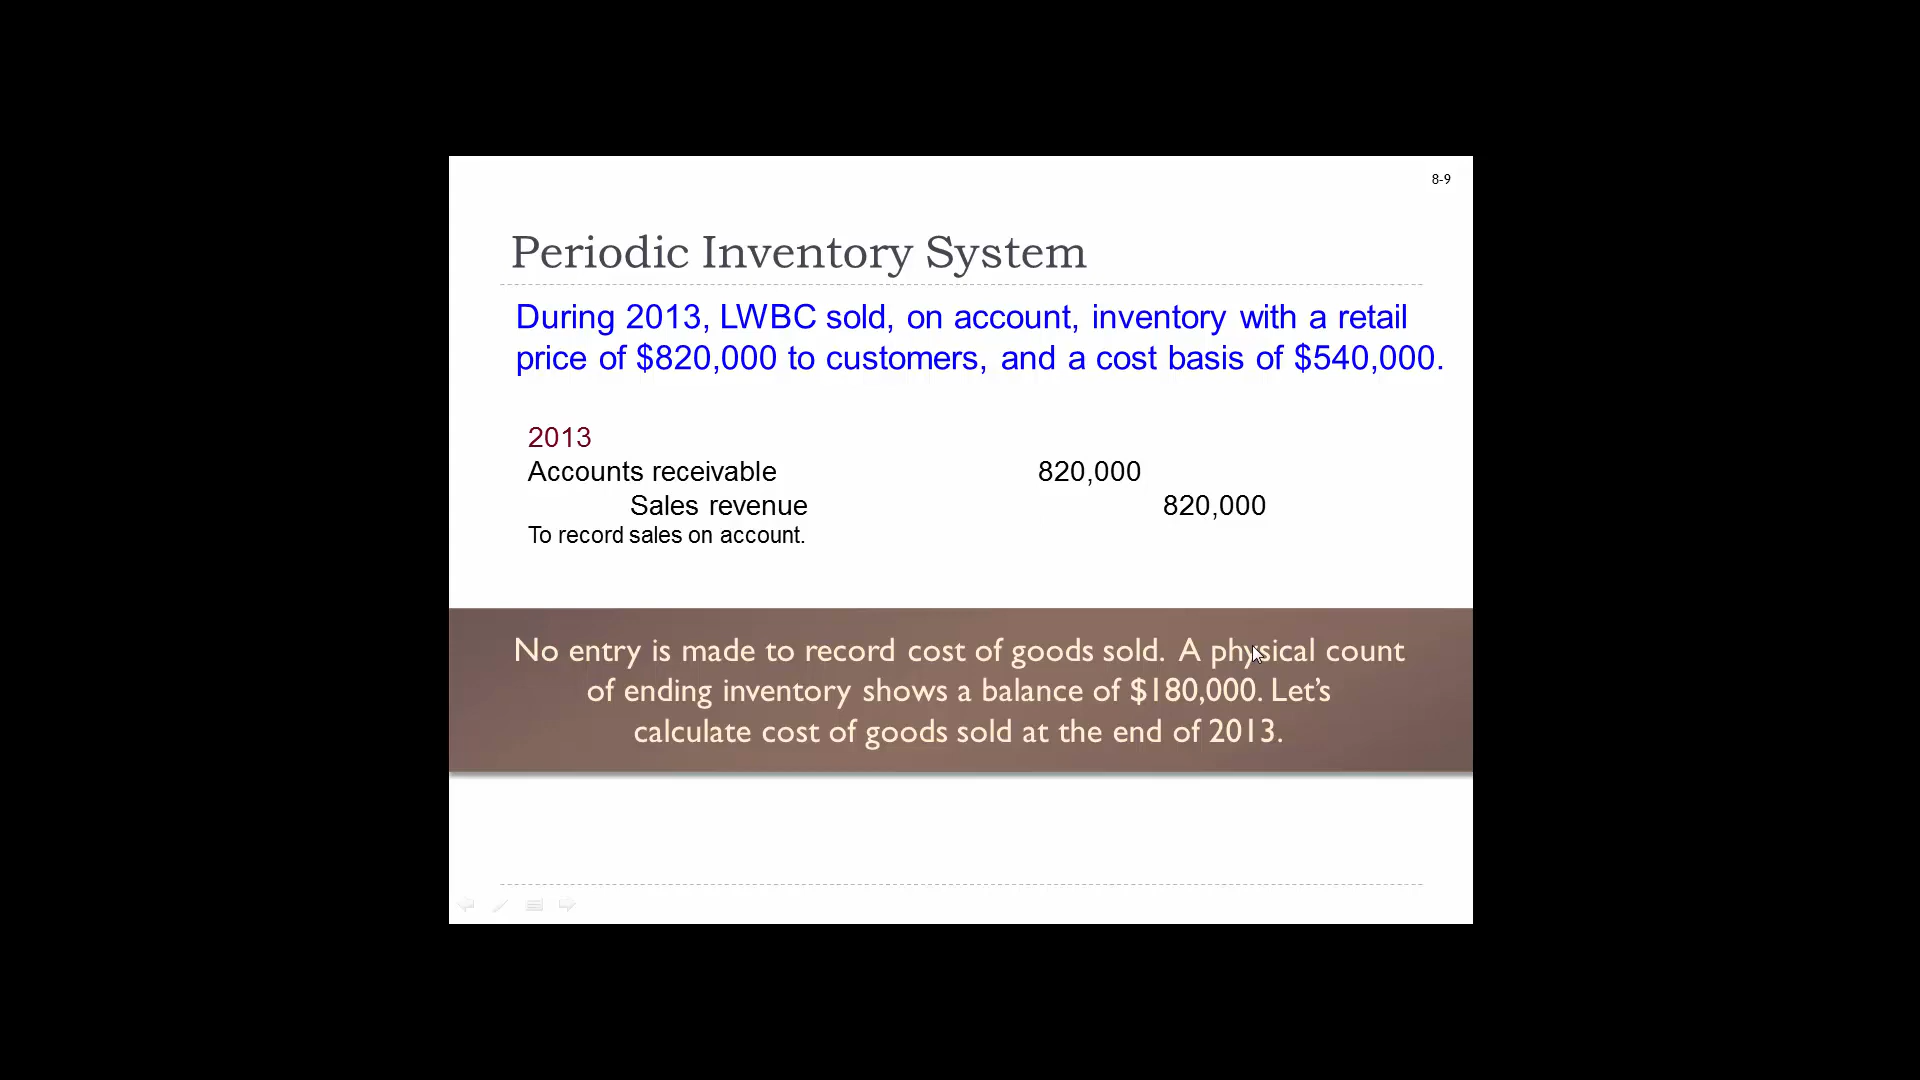 8-9
Periodic Inventory System
During 2013, LWBC sold, on account, inventory with a retail
price of $820,000 to customers, and a cost basis of $540,000.
2013
Accounts receivable 820,000
Sales revenue 820,000
To record sales on account.
No entry is made to record cost of goods sold. A physical count
of ending inventory shows a balance of $180,000. Let's
calculate cost of goods sold at the end of 2013.